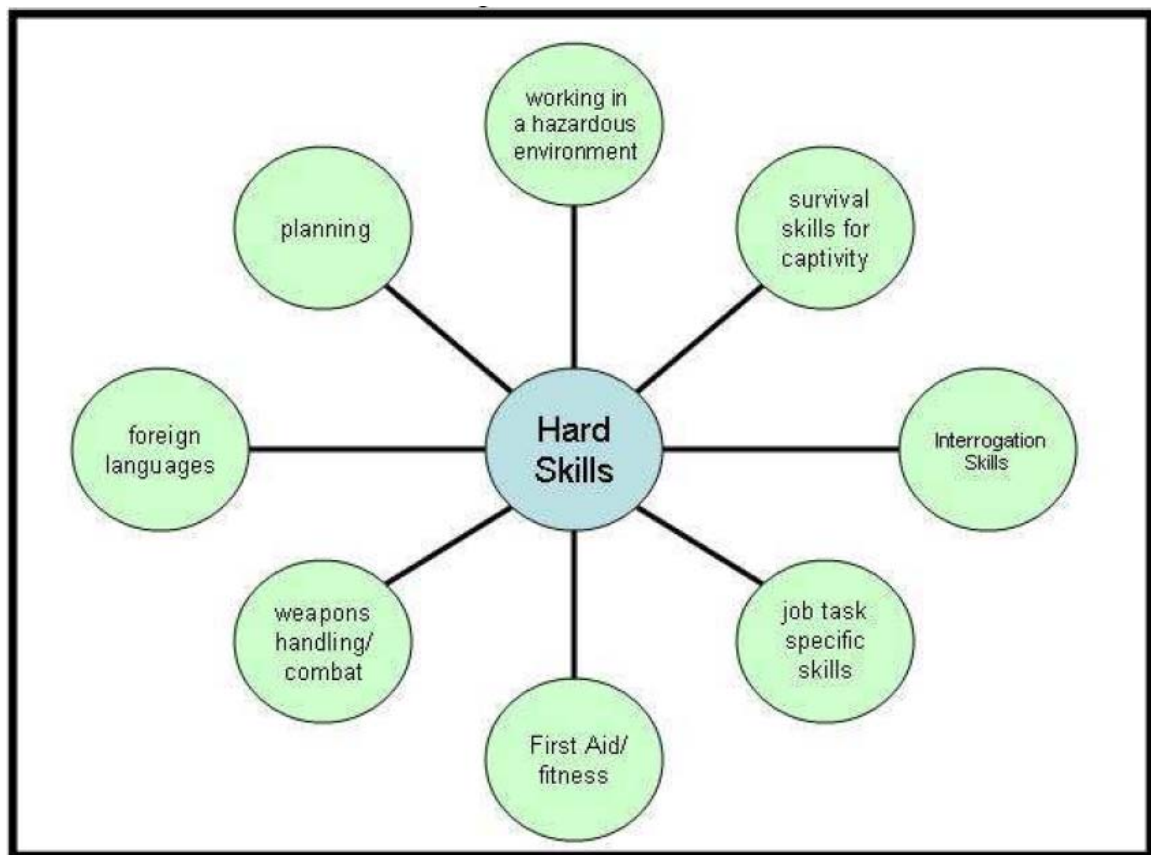 working in
a hazardous
environment
survival
skills for
captivity
Interrogation
Skills
job task
specific
skills
First Aid/
fitness
weapons
handling/
combat
foreign
languages
planning
Hard
Skills